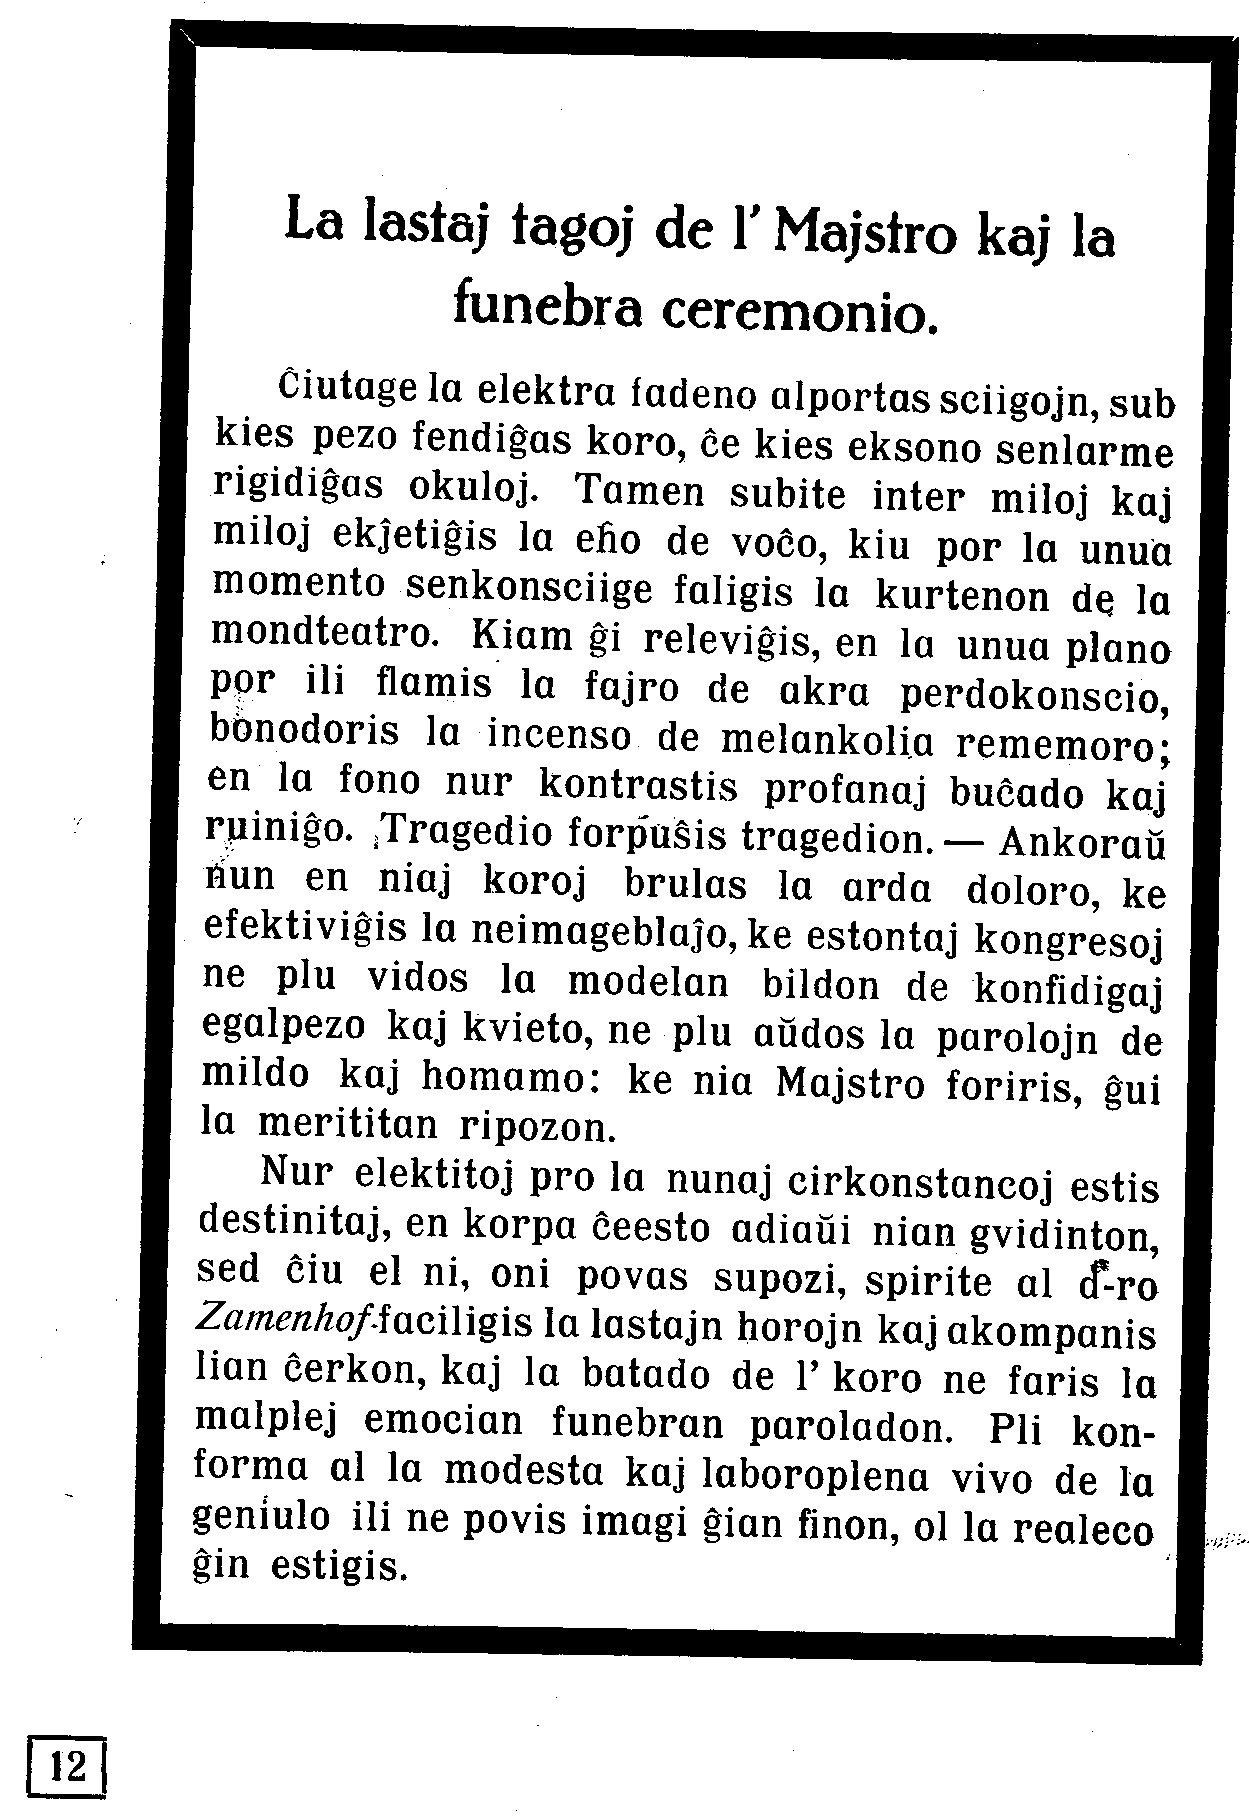 La lastaj tagoj de l' Majstro kaj la
funebra ceremonio.
Ĉiutage la elektra fadeno alportas sciigojn, sub
kies pezo fendiĝas koro, ĉe kies eksono senlarme
rigidiĝas okuloj. Tamen subite inter miloj kaj
miloj ekĵetiĝis la eĥo de voĉo, kiu por la unua
momento senkonsciige faligis la kurtenon de la
mondteatro. Kiam ĝi releviĝis, en la unua plano
por ili flamis la fajro de akra perdokonscio,
bonodoris la incenso de melankolia rememoro;
en la fono nur kontrastis profanaj buĉado kaj
ruiniĝo. Tragedio forpuŝis tragedion. — Ankoraŭ
nun en niaj koroj brulas la arda doloro, ke
efektiviĝis la neimageblaĵo, ke estontaj kongresoj
ne plu vidos la modelan bildon de konfidigaj
egalpezo kaj kvieto, ne plu aŭdos la parolojn de
mildo kaj homamo: ke nia Majstro foriris, ĝui
la merititan ripozon.
Nur elektitoj pro la nunaj cirkonstancoj estis
destinitaj, en korpa ĉeesto adiaŭi nian gvidinton,
sed ĉiu el ni, oni povas supozi, spirite al d-ro
Zamenhof faciligis la lastajn horojn kaj akompanis
lian ĉerkon, kaj la batado de l' koro ne faris la
malplej emocian funebran paroladon. Pli kon-
forma al la modesta kaj laboroplena vivo de la
geniulo ili ne povis imagi ĝian finon, ol la realeco
ĝin estigis.
12